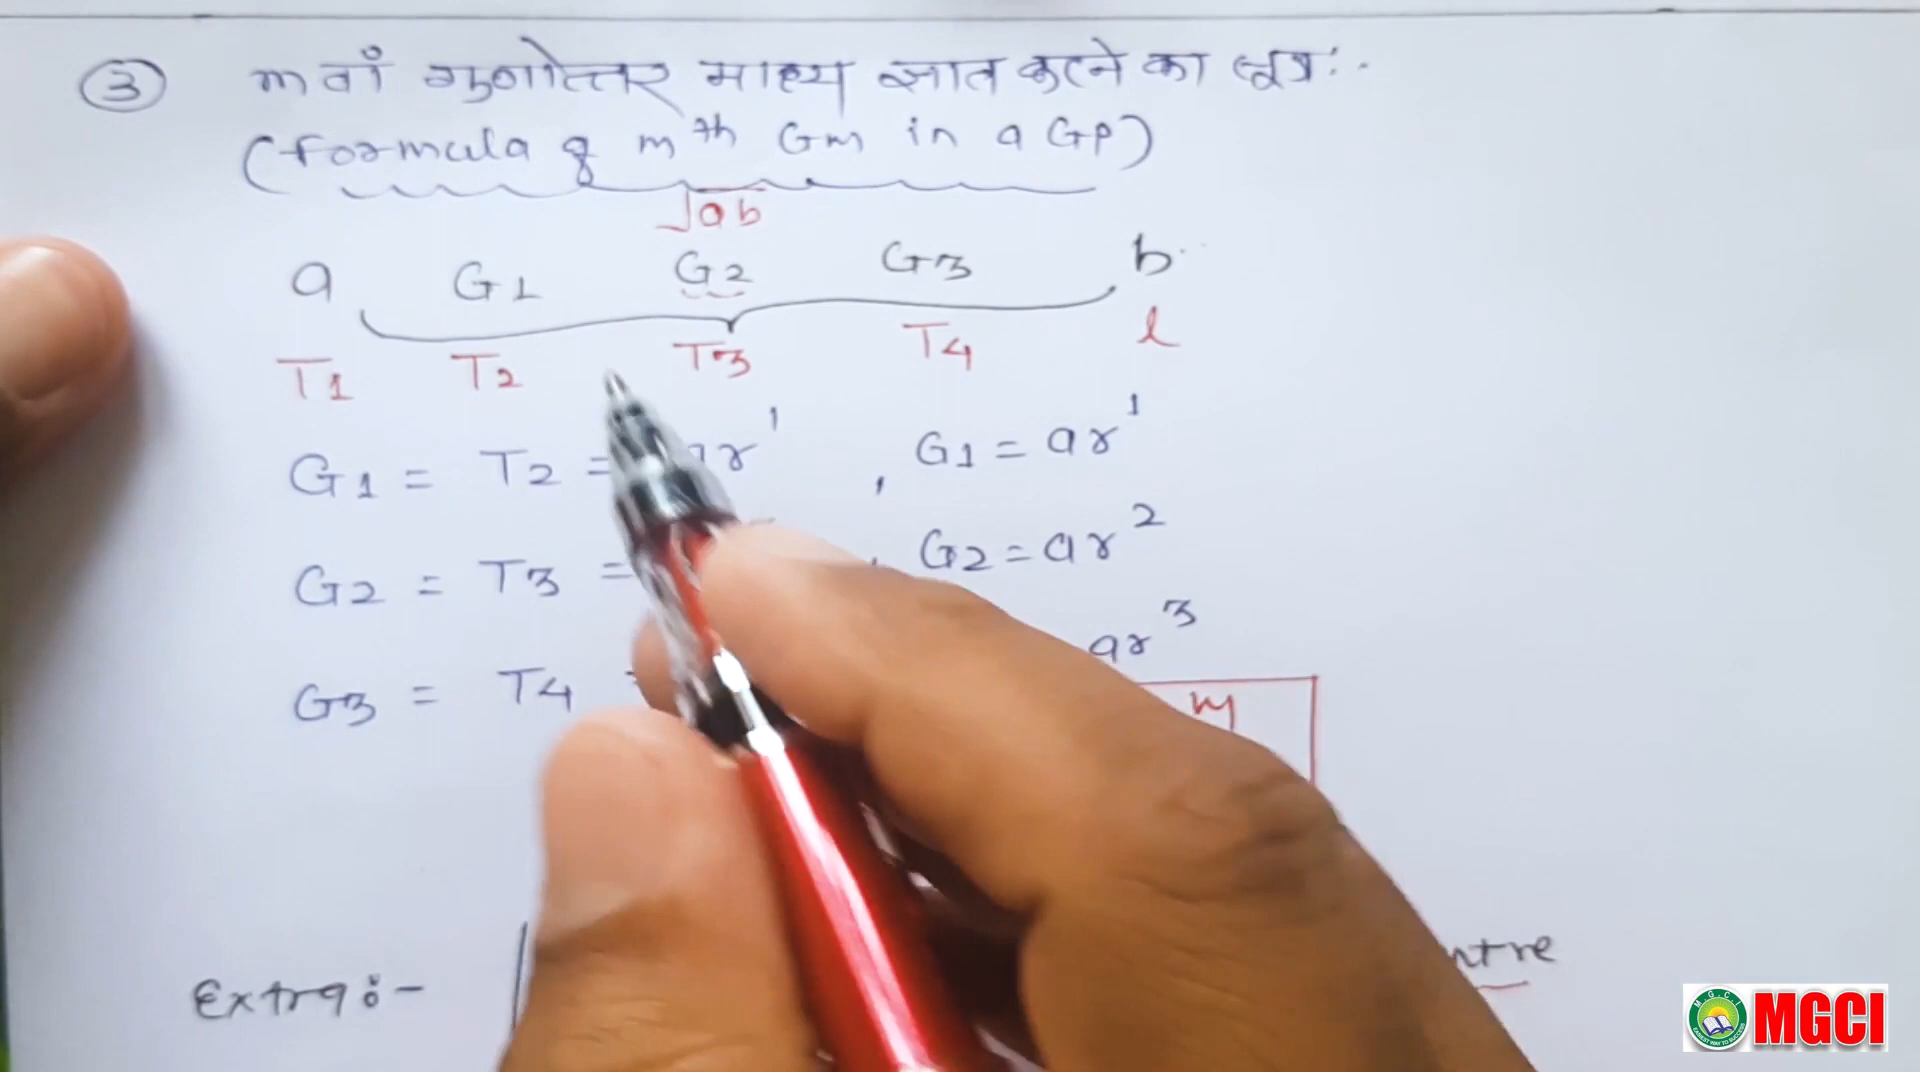 ③ m वां गुणोत्तर माध्य ज्ञात करने का सूत्र:-
(Formula of mth Gm in a GP)
√ab
a G1 G2 G3 b
T1 T2 T3 T4 l
G1 = T2 = ar¹ , G1 = ar¹
G2 = T3 = , G2 = ar²
G3 = T4 ar³
m
Extra:-
ntre
MGCI